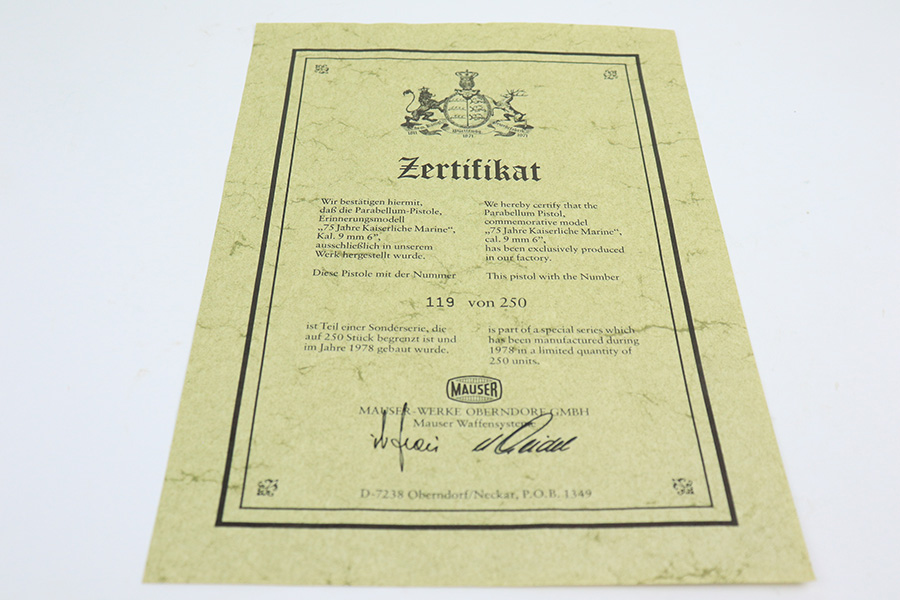 1811 Württemberg 1871 1971
Zertifikat
Wir bestätigen hiermit,
daß die Parabellum-Pistole,
Erinnerungsmodell
„75 Jahre Kaiserliche Marine“,
Kal. 9 mm 6”,
ausschließlich in unserem
Werk hergestellt wurde.
Diese Pistole mit der Nummer
We hereby certify that the
Parabellum Pistol,
commemorative model
„75 Jahre Kaiserliche Marine“,
cal. 9 mm 6”,
has been exclusively produced
in our factory.
This pistol with the Number
119 von 250
ist Teil einer Sonderserie, die
auf 250 Stück begrenzt ist und
im Jahre 1978 gebaut wurde.
is part of a special series which
has been manufactured during
1978 in a limited quantity of
250 units.
MAUSER
MAUSER-WERKE OBERNDORF GMBH
Mauser Waffensysteme
D-7238 Oberndorf/Neckar, P.O.B. 1349